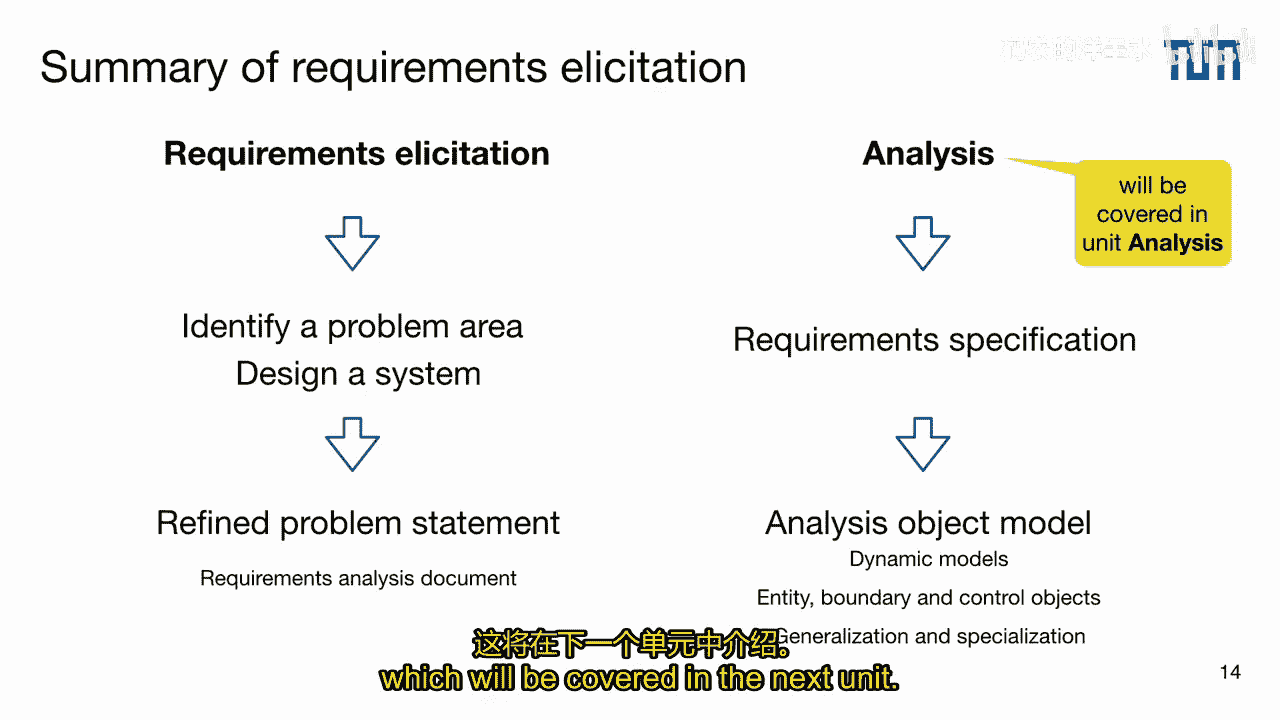 Summary of requirements elicitation
Requirements elicitation
Identify a problem area
Design a system
Refined problem statement
Requirements analysis document
Analysis
will be
covered in
unit Analysis
Requirements specification
Analysis object model
Dynamic models
Entity, boundary and control objects
Generalization and specialization
这将在下一个单元中介绍。
which will be covered in the next unit.
14